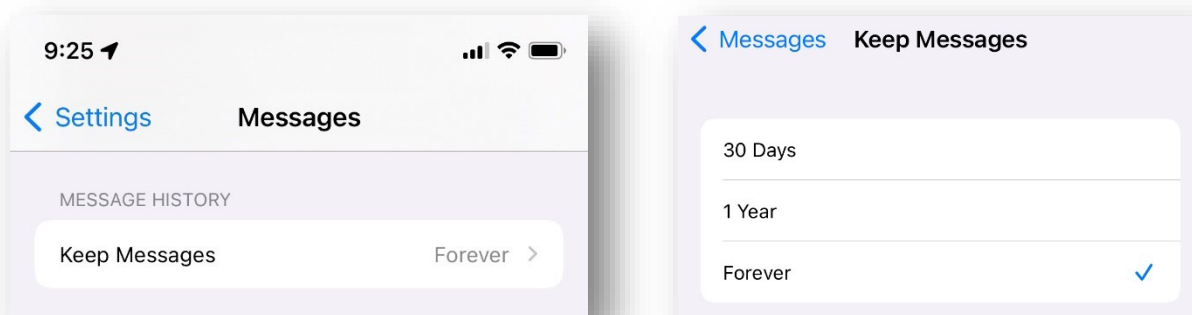 9:25
Settings Messages
MESSAGE HISTORY
Keep Messages Forever
Messages Keep Messages
30 Days
1 Year
Forever